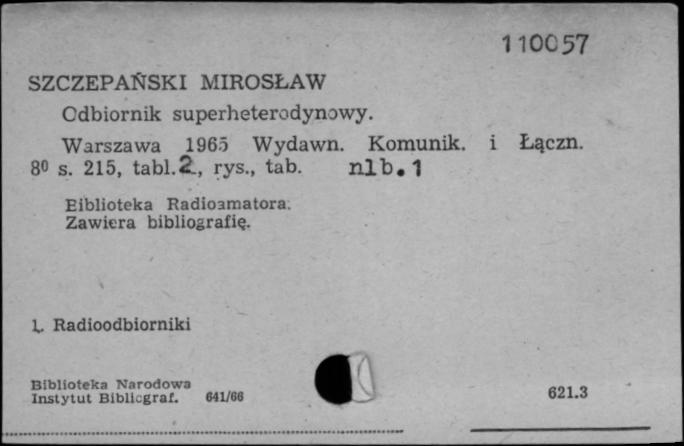 110057
SZCZEPAŃSKI MIROSŁAW
Odbiornik superheterodynowy.
Warszawa 1965 Wydawn. Komunik. i Łączn.
8⁰ s. 215, tabl. 2, rys., tab. nlb. 1
Biblioteka Radioamatora.
Zawiera bibliografię.
1. Radioodbiorniki
Biblioteka Narodowa
Instytut Bibliograf. 641/66
621.3